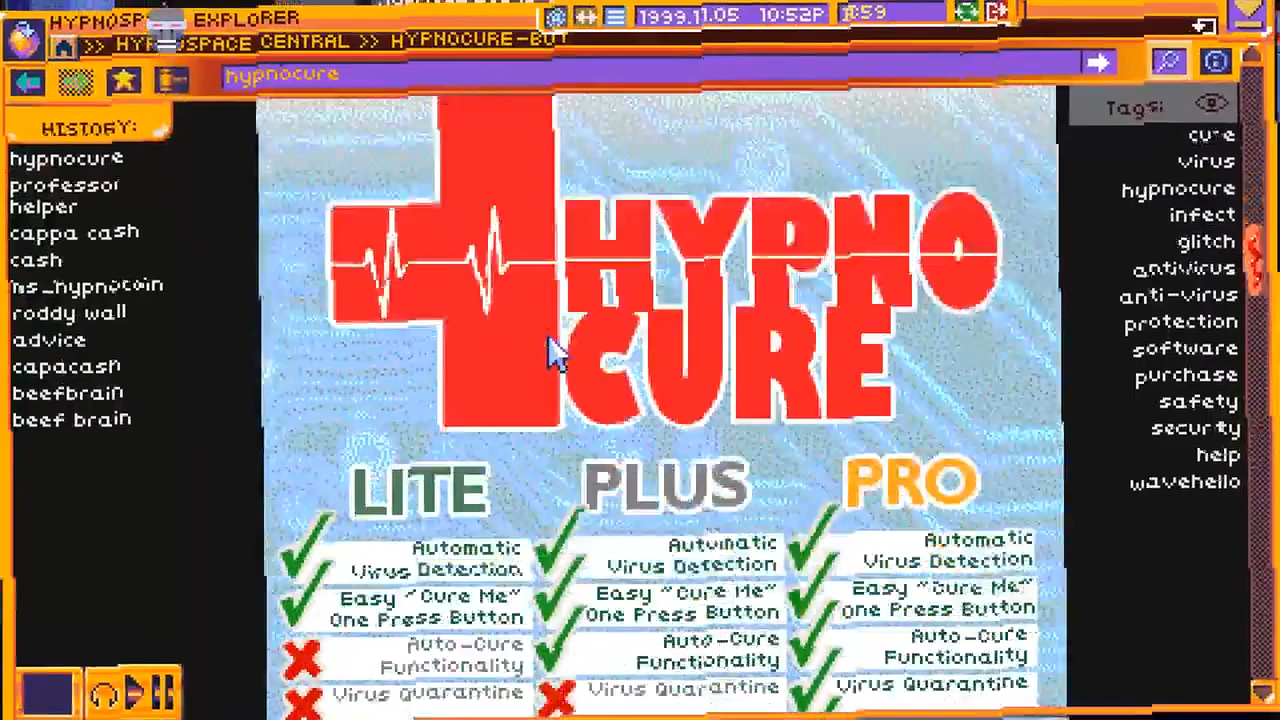 HYPNOSP EXPLORER
1999.11.05 10:52P
59
>> HYPNOSPACE CENTRAL >> HYPNOCURE-BUY
hypnocure
HISTORY:
hypnocure
professor
helper
cappa cash
cash
ms_hypnocoin
roddy wall
advice
capacash
beefbrain
beef brain
HYPNO
CURE
LITE
Automatic
Virus Detection
Easy "Cure Me"
One Press Button
Auto-Cure
Functionality
Virus Quarantine
PLUS
Automatic
Virus Detection
Easy "Cure Me"
One Press Button
Auto-Cure
Functionality
Virus Quarantine
PRO
Automatic
Virus Detection
Easy "Cure Me"
One Press Button
Auto-Cure
Functionality
Virus Quarantine
Tags:
cure
virus
hypnocure
infect
glitch
antivirus
anti-virus
protection
software
purchase
safety
security
help
wavehello